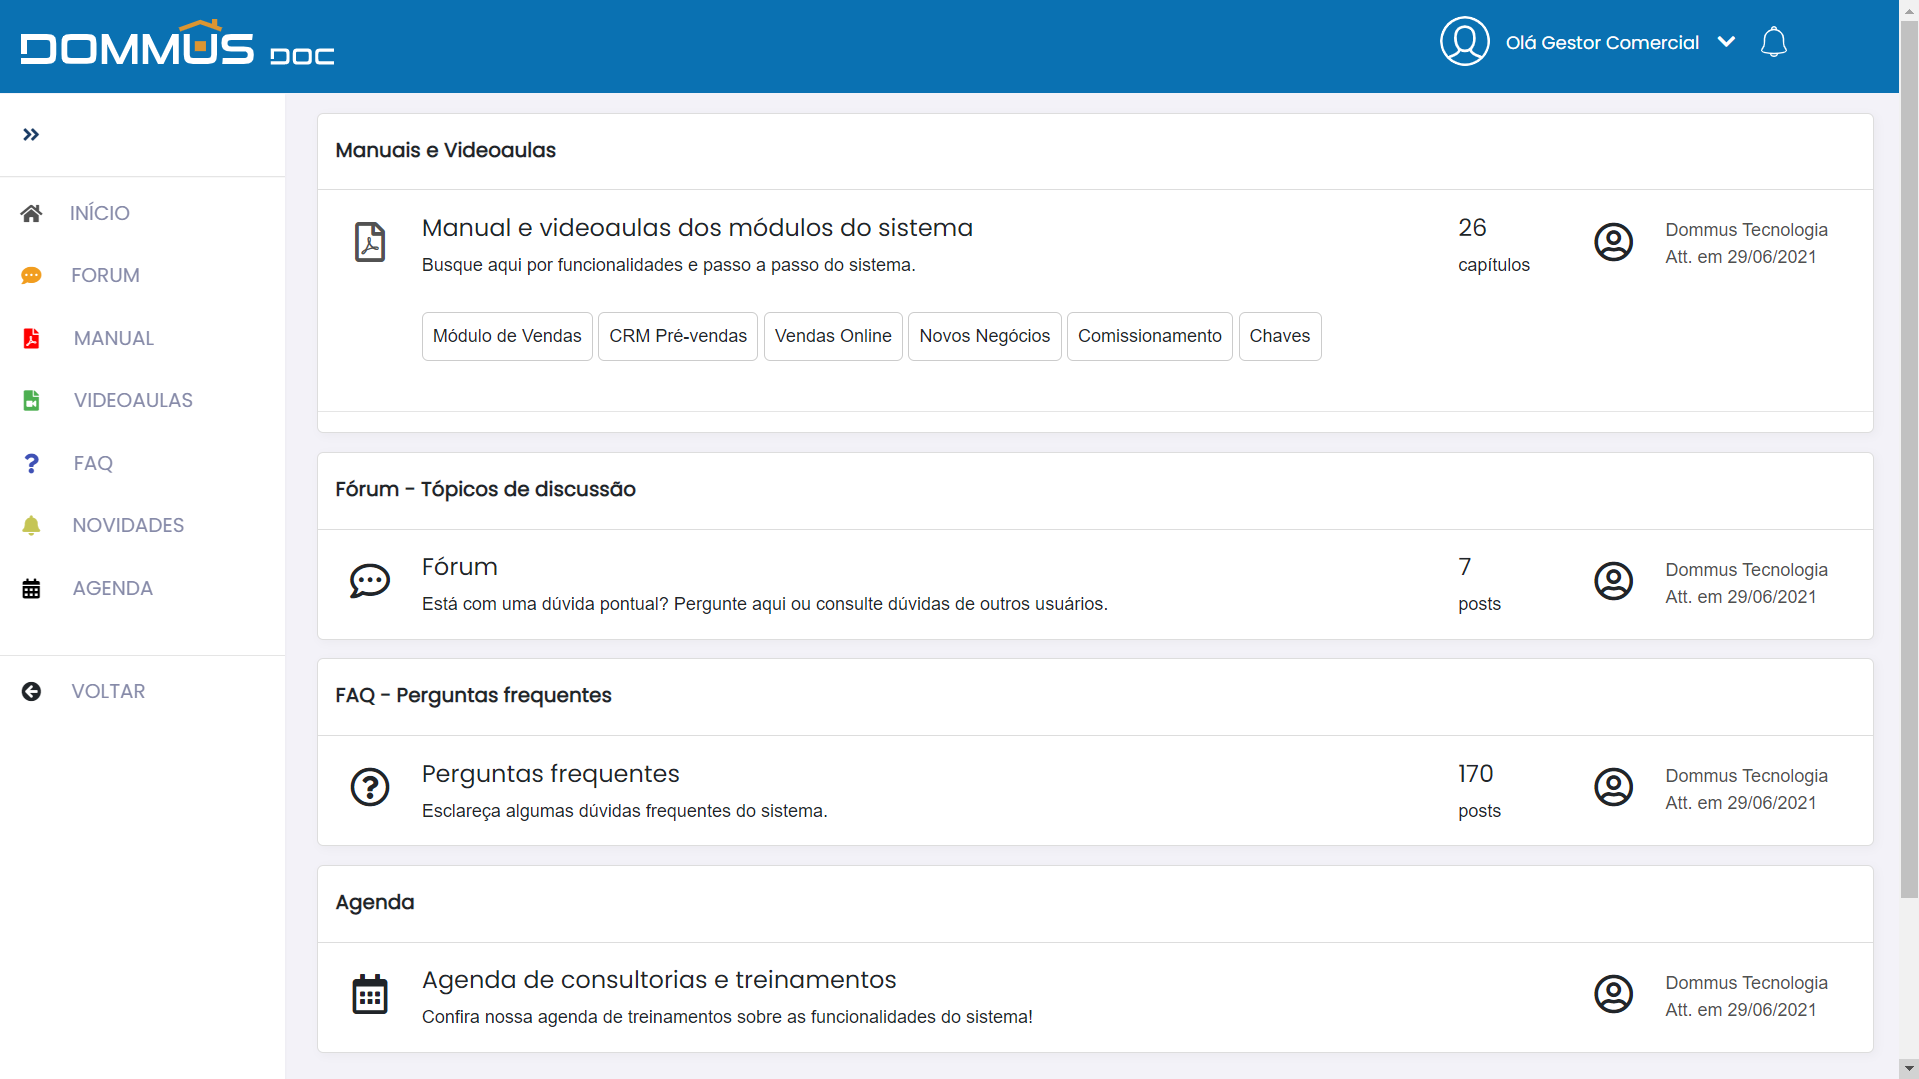 DOMMUS DOC
Olá Gestor Comercial
INÍCIO
FORUM
MANUAL
VIDEOAULAS
FAQ
NOVIDADES
AGENDA
VOLTAR
Manuais e Videoaulas
Manual e videoaulas dos módulos do sistema
Busque aqui por funcionalidades e passo a passo do sistema.
26
capítulos
Dommus Tecnologia
Att. em 29/06/2021
Módulo de Vendas CRM Pré-vendas Vendas Online Novos Negócios Comissionamento Chaves
Fórum - Tópicos de discussão
Fórum
Está com uma dúvida pontual? Pergunte aqui ou consulte dúvidas de outros usuários.
7
posts
Dommus Tecnologia
Att. em 29/06/2021
FAQ - Perguntas frequentes
Perguntas frequentes
Esclareça algumas dúvidas frequentes do sistema.
170
posts
Dommus Tecnologia
Att. em 29/06/2021
Agenda
Agenda de consultorias e treinamentos
Confira nossa agenda de treinamentos sobre as funcionalidades do sistema!
Dommus Tecnologia
Att. em 29/06/2021